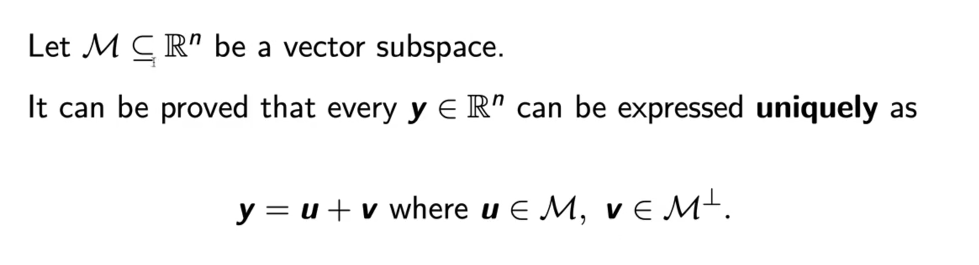 Let ℳ ⊆ ℝⁿ be a vector subspace.
It can be proved that every y ∈ ℝⁿ can be expressed uniquely as
y = u + v where u ∈ ℳ, v ∈ ℳ^⊥.